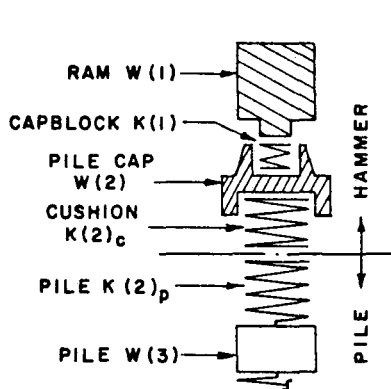 RAM W(1)
CAPBLOCK K(1)
PILE CAP
W(2)
CUSHION
K(2)c
PILE K(2)p
PILE W(3)
HAMMER
PILE